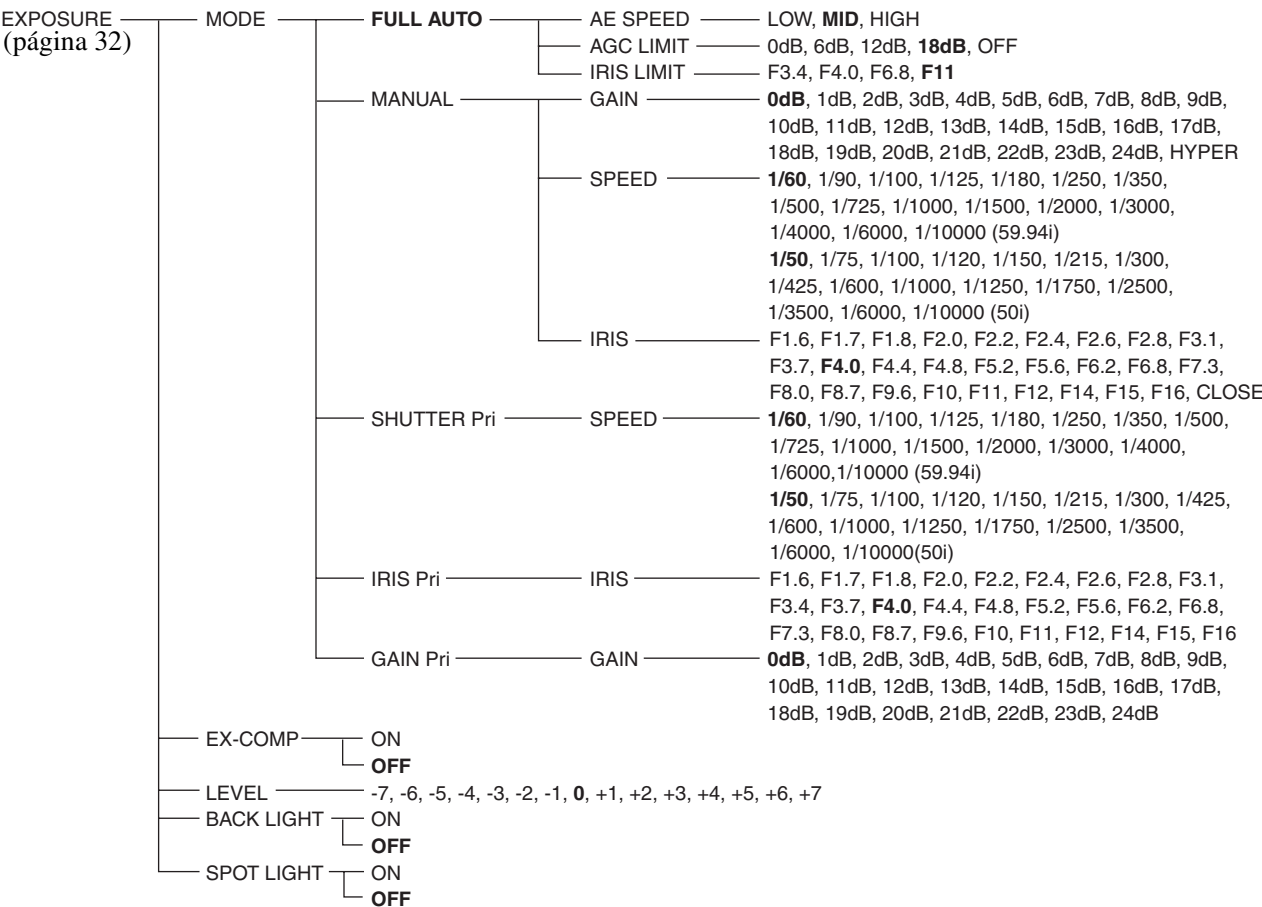 EXPOSURE MODE FULL AUTO AE SPEED LOW, MID, HIGH
(página 32)
AGC LIMIT 0dB, 6dB, 12dB, 18dB, OFF
IRIS LIMIT F3.4, F4.0, F6.8, F11
MANUAL GAIN 0dB, 1dB, 2dB, 3dB, 4dB, 5dB, 6dB, 7dB, 8dB, 9dB,
10dB, 11dB, 12dB, 13dB, 14dB, 15dB, 16dB, 17dB,
18dB, 19dB, 20dB, 21dB, 22dB, 23dB, 24dB, HYPER
SPEED 1/60, 1/90, 1/100, 1/125, 1/180, 1/250, 1/350,
1/500, 1/725, 1/1000, 1/1500, 1/2000, 1/3000,
1/4000, 1/6000, 1/10000 (59.94i)
1/50, 1/75, 1/100, 1/120, 1/150, 1/215, 1/300,
1/425, 1/600, 1/1000, 1/1250, 1/1750, 1/2500,
1/3500, 1/6000, 1/10000 (50i)
IRIS F1.6, F1.7, F1.8, F2.0, F2.2, F2.4, F2.6, F2.8, F3.1,
F3.7, F4.0, F4.4, F4.8, F5.2, F5.6, F6.2, F6.8, F7.3,
F8.0, F8.7, F9.6, F10, F11, F12, F14, F15, F16, CLOSE
SHUTTER Pri SPEED 1/60, 1/90, 1/100, 1/125, 1/180, 1/250, 1/350, 1/500,
1/725, 1/1000, 1/1500, 1/2000, 1/3000, 1/4000,
1/6000,1/10000 (59.94i)
1/50, 1/75, 1/100, 1/120, 1/150, 1/215, 1/300, 1/425,
1/600, 1/1000, 1/1250, 1/1750, 1/2500, 1/3500,
1/6000, 1/10000(50i)
IRIS Pri IRIS F1.6, F1.7, F1.8, F2.0, F2.2, F2.4, F2.6, F2.8, F3.1,
F3.4, F3.7, F4.0, F4.4, F4.8, F5.2, F5.6, F6.2, F6.8,
F7.3, F8.0, F8.7, F9.6, F10, F11, F12, F14, F15, F16
GAIN Pri GAIN 0dB, 1dB, 2dB, 3dB, 4dB, 5dB, 6dB, 7dB, 8dB, 9dB,
10dB, 11dB, 12dB, 13dB, 14dB, 15dB, 16dB, 17dB,
18dB, 19dB, 20dB, 21dB, 22dB, 23dB, 24dB
EX-COMP ON
OFF
LEVEL -7, -6, -5, -4, -3, -2, -1, 0, +1, +2, +3, +4, +5, +6, +7
BACK LIGHT ON
OFF
SPOT LIGHT ON
OFF